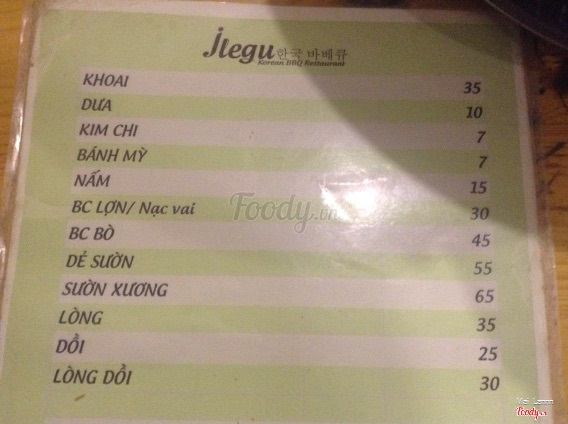 Jlegu 한국 바베큐
Korean BBQ Restaurant
KHOAI 35
DƯA 10
KIM CHI 7
BÁNH MỲ 7
NẤM 15
BC LỢN/ Nạc vai 30
BC BÒ 45
DẺ SƯỜN 55
SƯỜN XƯƠNG 65
LÒNG 35
DỒI 25
LÒNG DỒI 30
Foody.vn
Foody.vn